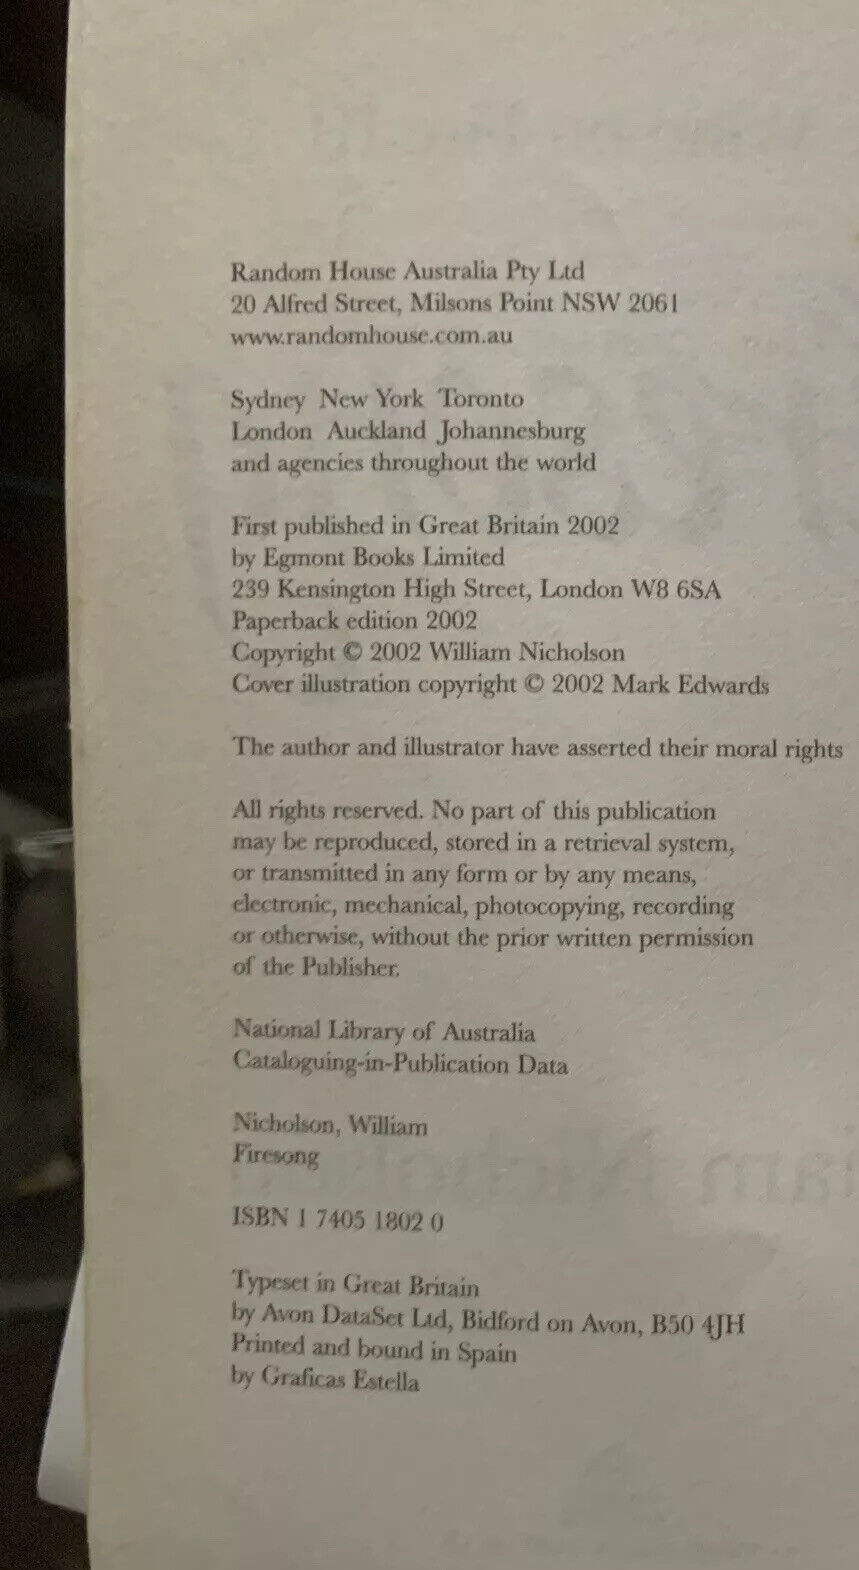 Random House Australia Pty Ltd
20 Alfred Street, Milsons Point NSW 2061
www.randomhouse.com.au
Sydney New York Toronto
London Auckland Johannesburg
and agencies throughout the world
First published in Great Britain 2002
by Egmont Books Limited
239 Kensington High Street, London W8 6SA
Paperback edition 2002
Copyright © 2002 William Nicholson
Cover illustration copyright © 2002 Mark Edwards
The author and illustrator have asserted their moral rights
All rights reserved. No part of this publication
may be reproduced, stored in a retrieval system,
or transmitted in any form or by any means,
electronic, mechanical, photocopying, recording
or otherwise, without the prior written permission
of the Publisher.
National Library of Australia
Cataloguing-in-Publication Data
Nicholson, William
Firesong
ISBN 1 7405 1802 0
Typeset in Great Britain
by Avon DataSet Ltd, Bidford on Avon, B50 4JH
Printed and bound in Spain
by Graficas Estella